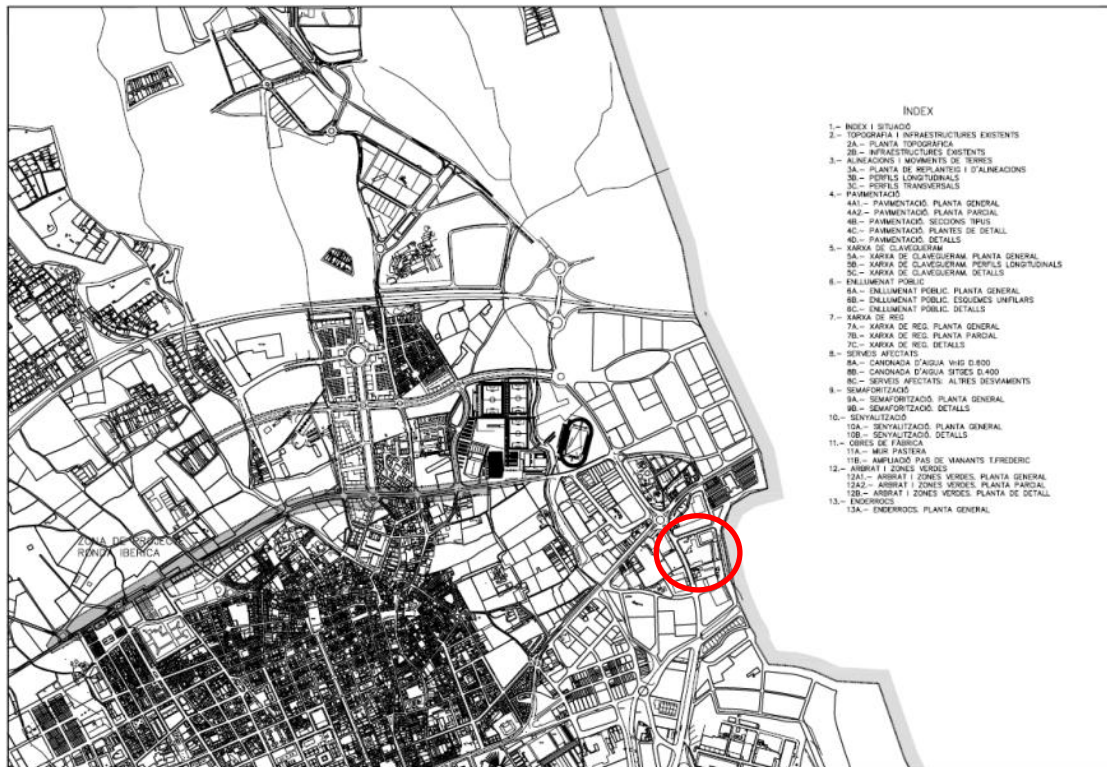 ÍNDEX
1.- ÍNDEX I SITUACIÓ
2.- TOPOGRAFIA I INFRAESTRUCTURES EXISTENTS
2A.- PLANTA TOPOGRÀFICA
2B.- INFRAESTRUCTURES EXISTENTS
3.- ALINEACIONS I MOVIMENTS DE TERRES
3A.- PLANTA DE REPLANTEIG I D'ALINEACIONS
3B.- PERFILS LONGITUDINALS
3C.- PERFILS TRANSVERSALS
4.- PAVIMENTACIÓ
4A1.- PAVIMENTACIÓ. PLANTA GENERAL
4A2.- PAVIMENTACIÓ. PLANTA PARCIAL
4B.- PAVIMENTACIÓ. SECCIONS TIPUS
4C.- PAVIMENTACIÓ. PLANTES DE DETALL
4D.- PAVIMENTACIÓ. DETALLS
5.- XARXA DE CLAVEGUERAM
5A.- XARXA DE CLAVEGUERAM. PLANTA GENERAL
5B.- XARXA DE CLAVEGUERAM. PERFILS LONGITUDINALS
5C.- XARXA DE CLAVEGUERAM. DETALLS
6.- ENLLUMENAT PÚBLIC
6A.- ENLLUMENAT PÚBLIC. PLANTA GENERAL
6B.- ENLLUMENAT PÚBLIC. ESQUEMES UNIFILARS
6C.- ENLLUMENAT PÚBLIC. DETALLS
7.- XARXA DE REG
7A.- XARXA DE REG. PLANTA GENERAL
7B.- XARXA DE REG. PLANTA PARCIAL
7C.- XARXA DE REG. DETALLS
8.- SERVEIS AFECTATS
8A.- CANONADA D'AIGUA VNIG D.600
8B.- CANONADA D'AIGUA SITGES D.400
8C.- SERVEIS AFECTATS: ALTRES DESVIAMENTS
9.- SEMAFORITZACIÓ
9A.- SEMAFORITZACIÓ. PLANTA GENERAL
9B.- SEMAFORITZACIÓ. DETALLS
10.- SENYALITZACIÓ
10A.- SENYALITZACIÓ. PLANTA GENERAL
10B.- SENYALITZACIÓ. DETALLS
11.- OBRES DE FÀBRICA
11A.- MUR PASTERA
11B.- AMPLIACIÓ PAS DE VIANANTS T.FREDERIC
12.- ARBRAT I ZONES VERDES
12A1.- ARBRAT I ZONES VERDES. PLANTA GENERAL
12A2.- ARBRAT I ZONES VERDES. PLANTA PARCIAL
12B.- ARBRAT I ZONES VERDES. PLANTA DE DETALL
13.- ENDERROCS
13A.- ENDERROCS. PLANTA GENERAL
ZONA DE PROJECTE
RONDA IBERICA